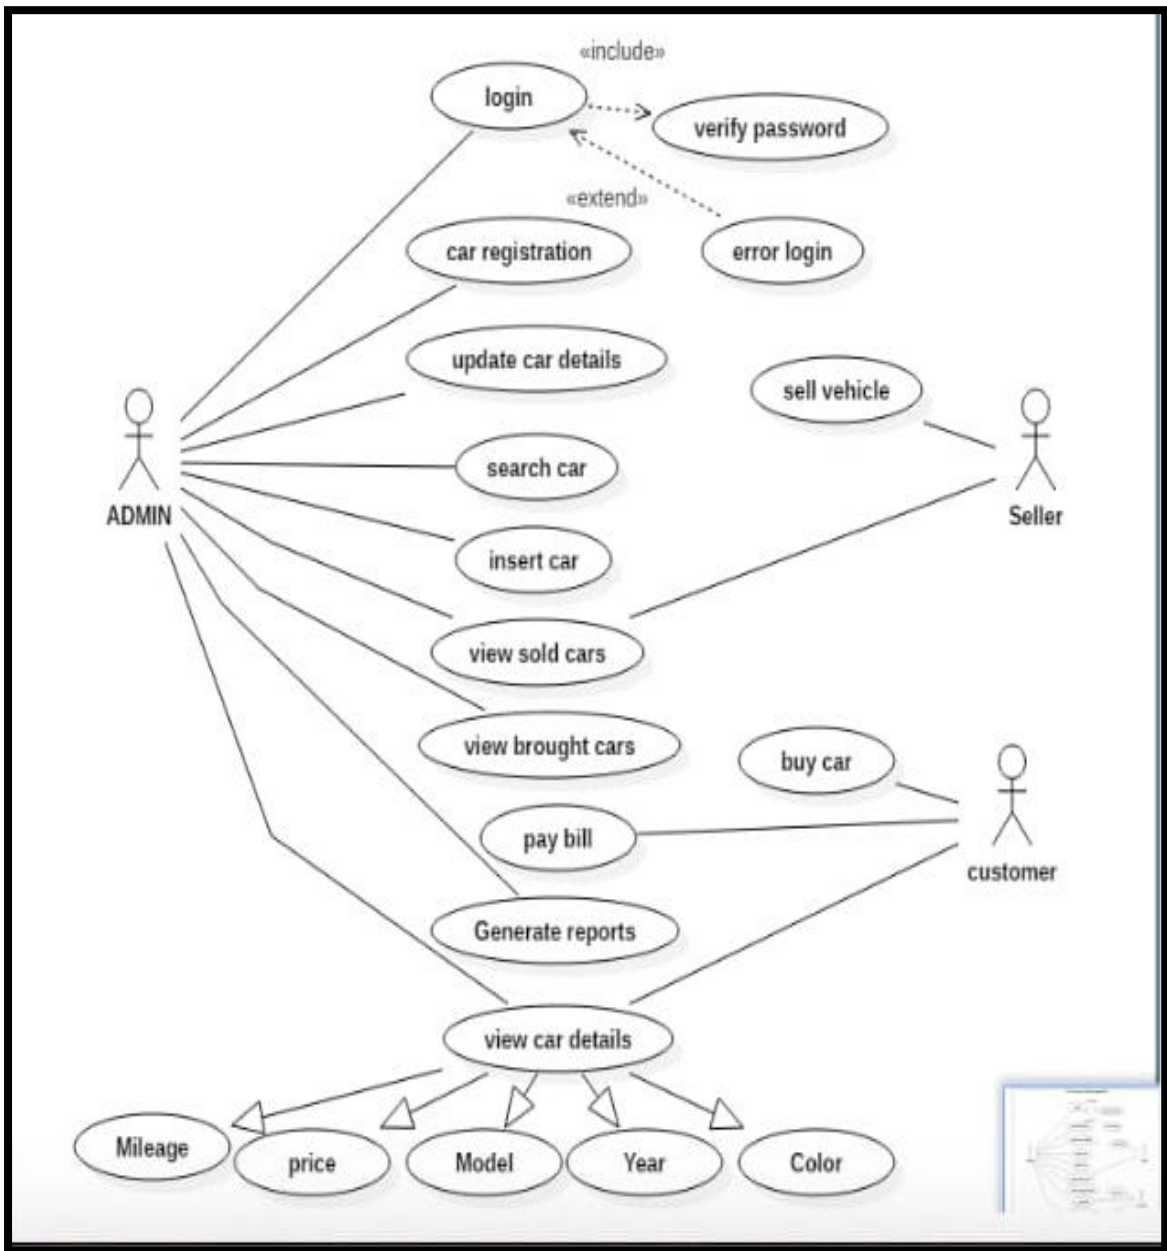 «include»
login
verify password
«extend»
car registration
error login
update car details
sell vehicle
search car
ADMIN
Seller
insert car
view sold cars
view brought cars
buy car
pay bill
customer
Generate reports
view car details
Mileage
price
Model
Year
Color